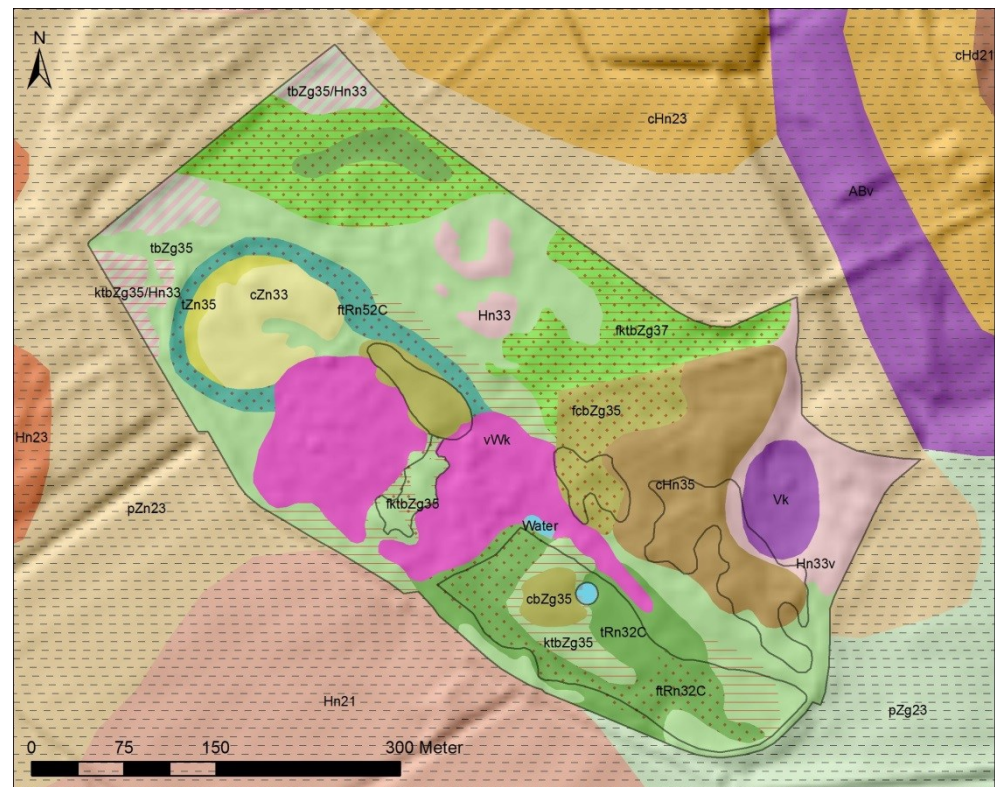 N
cHd21
tbZg35/Hn33
cHn23
ABv
tbZg35
ktbZg35/Hn33
cZn33
tZn35
ftRn52C
Hn33
fktbZg37
fcbZg35
Hn23
vWk
cHn35
Vk
fktbZg35
pZn23
Water
Hn33v
cbZg35
tRn32C
ktbZg35
ftRn32C
Hn21
pZg23
0 75 150 300 Meter